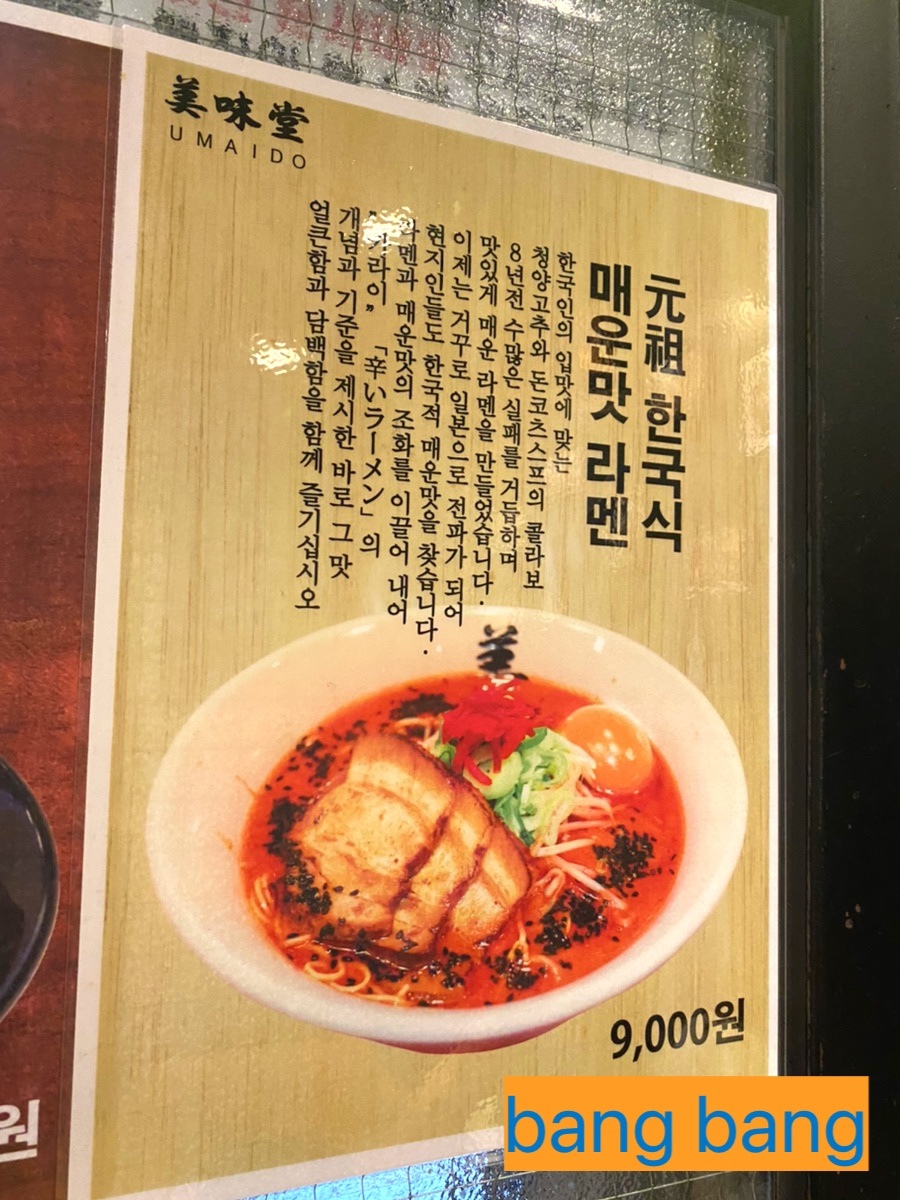 美味堂
UMAIDO
元祖 한국식
매운맛 라멘
한국인의 입맛에 맞는
청양고추와 돈코츠스프의 콜라보
8년전 수많은 실패를 거듭하며
맛있게 매운 라멘을 만들었습니다.
이제는 거꾸로 일본으로 전파가 되어
현지인들도 한국적 매운맛을 찾습니다.
라멘과 매운맛의 조화를 이끌어 내어
"카라이" 「辛いラーメン」의
개념과 기준을 제시한 바로 그 맛
얼큰함과 담백함을 함께 즐기십시오
美
9,000원
원
bang bang